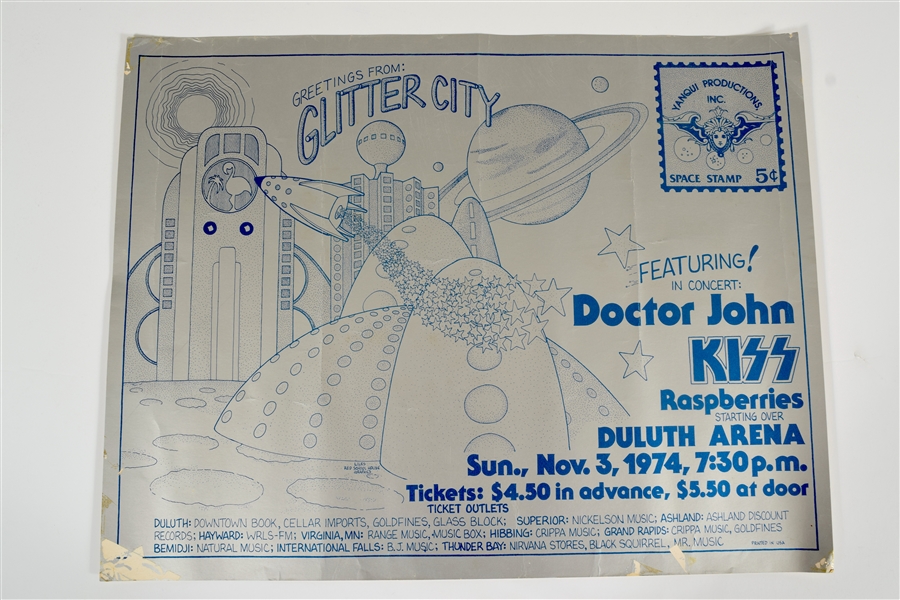 GREETINGS FROM:
GLITTER CITY
YANQUI PRODUCTIONS,
INC.
SPACE STAMP 5¢
FEATURING!
IN CONCERT:
Doctor John
KISS
Raspberries
STARTING OVER
DULUTH ARENA
Sun., Nov. 3, 1974, 7:30 p.m.
Tickets: $4.50 in advance, $5.50 at door
TICKET OUTLETS
DULUTH: DOWNTOWN BOOK, CELLAR IMPORTS, GOLDFINES, GLASS BLOCK; SUPERIOR: NICKELSON MUSIC; ASHLAND: ASHLAND DISCOUNT
RECORDS; HAYWARD: WRLS-FM; VIRGINIA, MN: RANGE MUSIC, MUSIC BOX; HIBBING: CRIPPA MUSIC; GRAND RAPIDS: CRIPPA MUSIC, GOLDFINES
BEMIDJI: NATURAL MUSIC; INTERNATIONAL FALLS: B.J. MUSIC; THUNDER BAY: NIRVANA STORES, BLACK SQUIRREL, MR. MUSIC
PRINTED IN USA